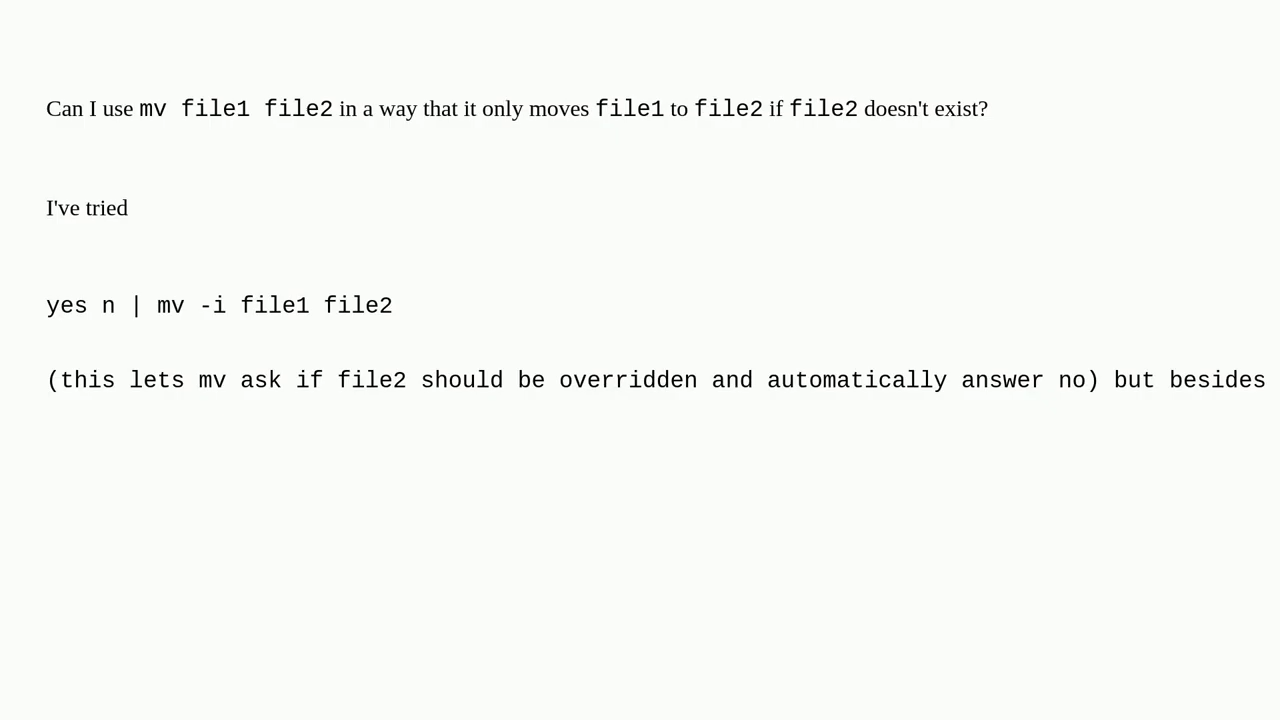 Can I use mv file1 file2 in a way that it only moves file1 to file2 if file2 doesn't exist?
I've tried
yes n | mv -i file1 file2
(this lets mv ask if file2 should be overridden and automatically answer no) but besides